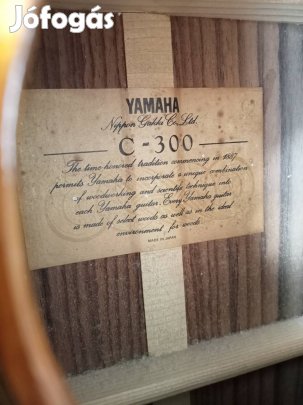 Jófogás
YAMAHA
Nippon Gakki Co., Ltd.
C-300
The time-honored tradition commencing in 1887
permits Yamaha to incorporate a unique combination
of woodworking and scientific technique into
each Yamaha guitar. Every Yamaha guitar
is made of select woods as well as in the ideal
environment for woods.
MADE IN JAPAN